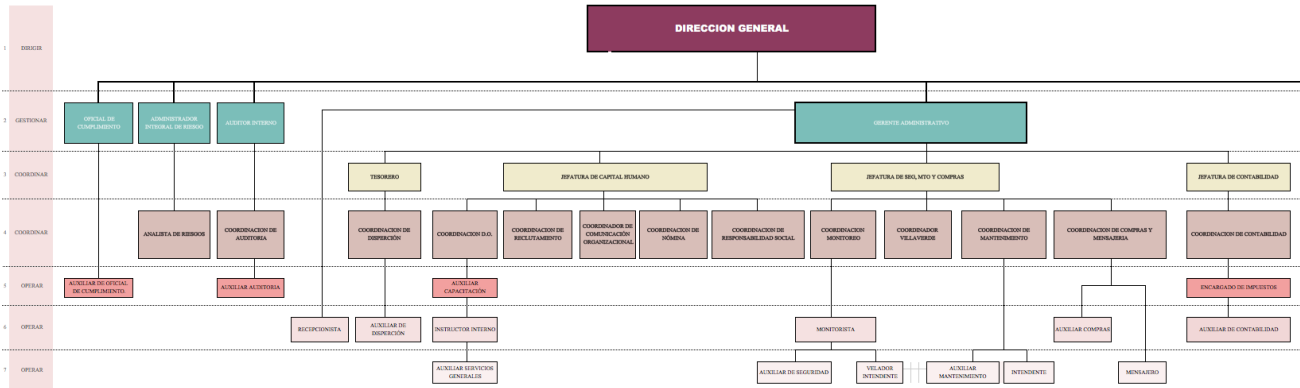 DIRECCION GENERAL
1 DIRIGIR
2 GESTIONAR
OFICIAL DE
CUMPLIMIENTO
ADMINISTRADOR
INTEGRAL DE RIESGO
AUDITOR INTERNO
GERENTE ADMINISTRATIVO
3 COORDINAR
TESORERO
JEFATURA DE CAPITAL HUMANO
JEFATURA DE SEG, MTO Y COMPRAS
JEFATURA DE CONTABILIDAD
4 COORDINAR
ANALISTA DE RIESGOS
COORDINACION DE
AUDITORIA
COORDINACION DE
DISPERCIÓN
COORDINACION D.O.
COORDINACION DE
RECLUTAMIENTO
COORDINADOR DE
COMUNICACIÓN
ORGANIZACIONAL
COORDINACION DE
NÓMINA
COORDINACION DE
RESPONSABILIDAD SOCIAL
COORDINACION
MONITOREO
COORDINADOR
VILLAVERDE
COORDINACION DE
MANTENIMIENTO
COORDINACION DE COMPRAS Y
MENSAJERIA
COORDINACION DE CONTABILIDAD
5 OPERAR
AUXILIAR DE OFICIAL
DE CUMPLIMIENTO
AUXILIAR AUDITORIA
AUXILIAR
CAPACITACIÓN
ENCARGADO DE IMPUESTOS
6 OPERAR
RECEPCIONISTA
AUXILIAR DE
DISPERCIÓN
INSTRUCTOR INTERNO
MONITORISTA
AUXILIAR COMPRAS
AUXILIAR DE CONTABILIDAD
7 OPERAR
AUXILIAR SERVICIOS
GENERALES
AUXILIAR DE SEGURIDAD
VELADOR
INTENDENTE
AUXILIAR
MANTENIMIENTO
INTENDENTE
MENSAJERO